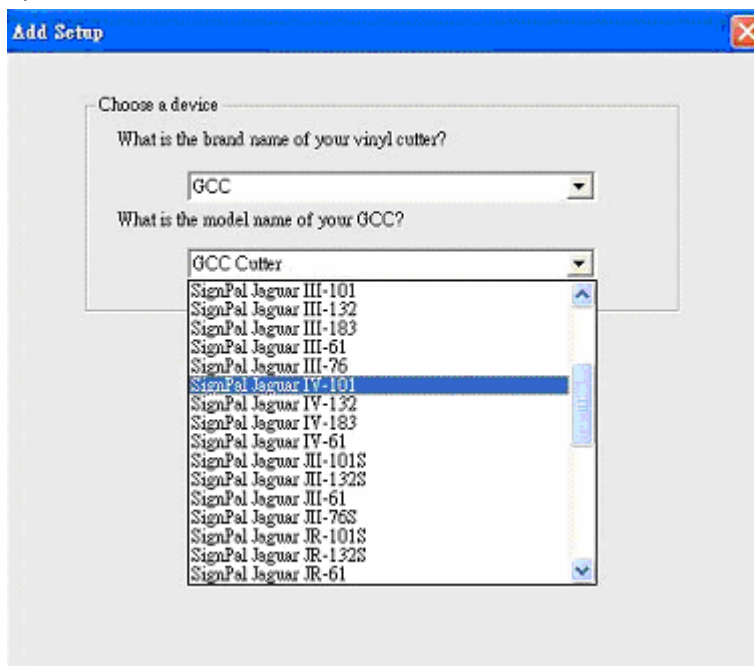 Add Setup
Choose a device
What is the brand name of your vinyl cutter?
GCC
What is the model name of your GCC?
GCC Cutter
SignPal Jaguar III-101
SignPal Jaguar III-132
SignPal Jaguar III-183
SignPal Jaguar III-61
SignPal Jaguar III-76
SignPal Jaguar IV-101
SignPal Jaguar IV-132
SignPal Jaguar IV-183
SignPal Jaguar IV-61
SignPal Jaguar JII-101S
SignPal Jaguar JII-132S
SignPal Jaguar JII-61
SignPal Jaguar JII-76S
SignPal Jaguar JR-101S
SignPal Jaguar JR-132S
SignPal Jaguar JR-61